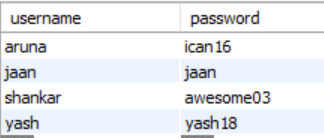 username password
aruna ican16
jaan jaan
shankar awesome03
yash yash18